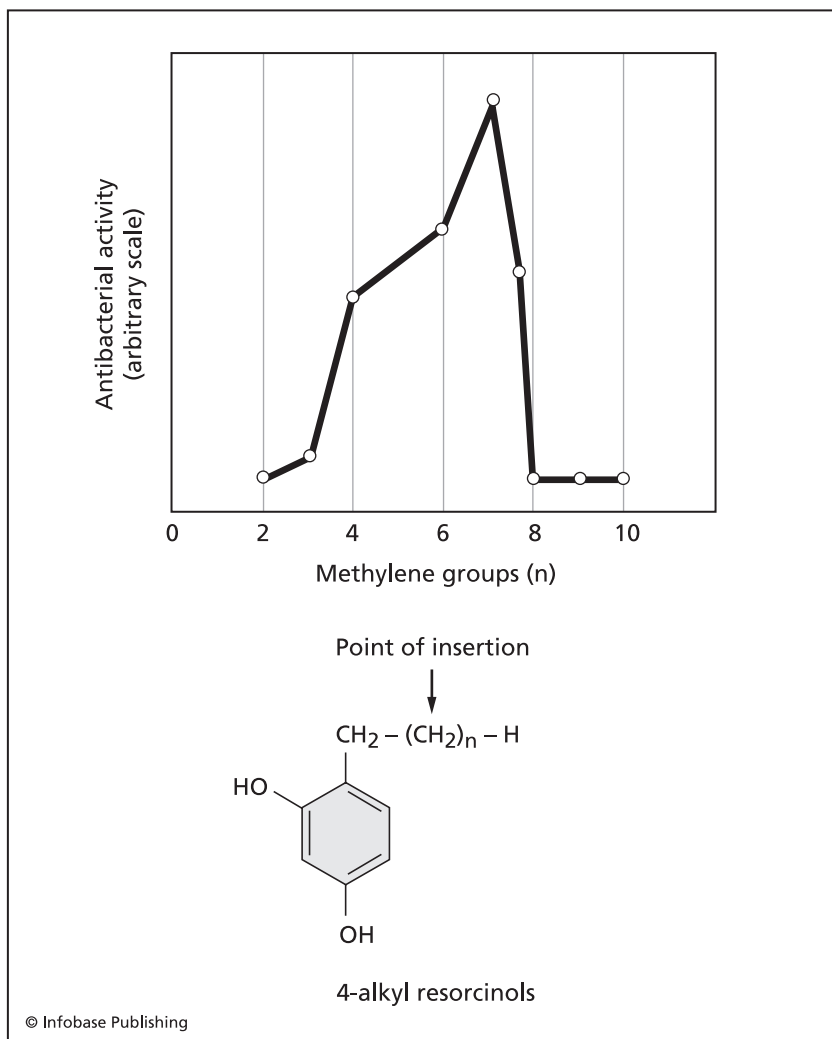 Antibacterial activity
(arbitrary scale)
0 2 4 6 8 10
Methylene groups (n)
Point of insertion
CH₂ – (CH₂)ₙ – H
HO
OH
4-alkyl resorcinols
© Infobase Publishing